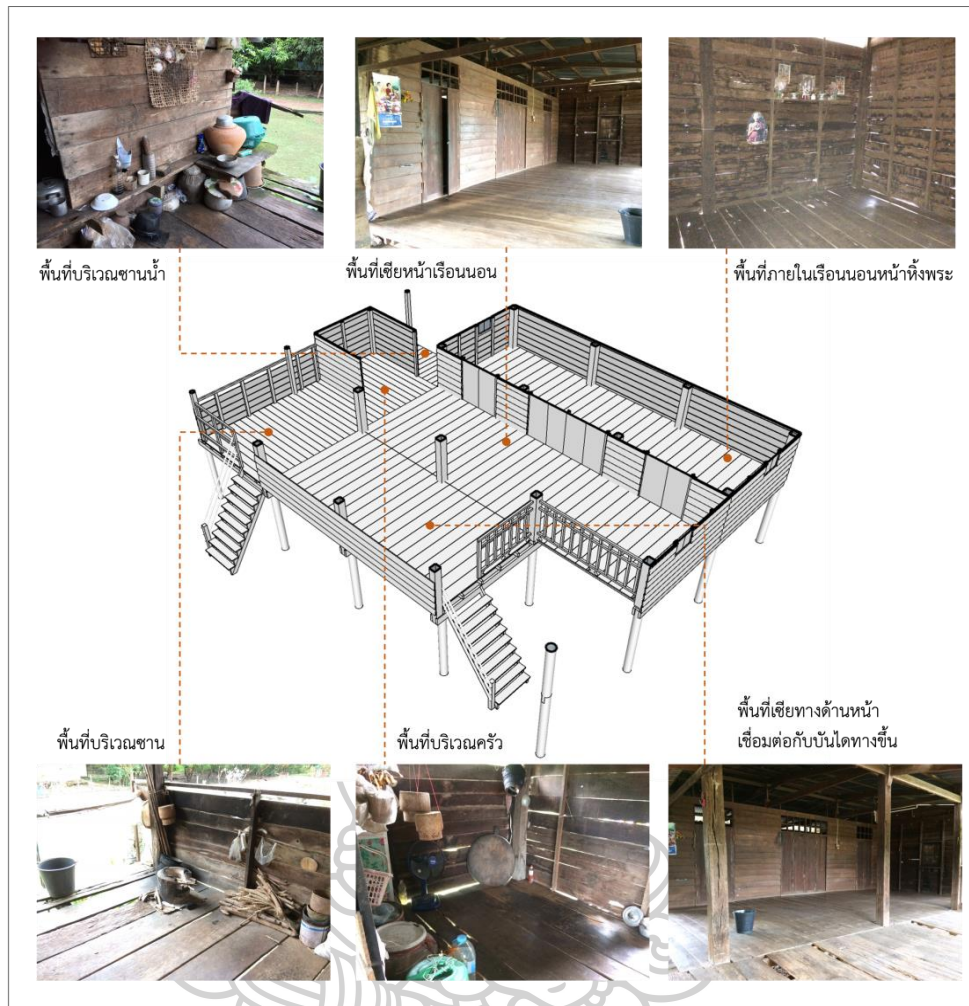 พื้นที่บริเวณซานน้ำ
พื้นที่เซียหน้าเรือนนอน
พื้นที่ภายในเรือนนอนหน้าหิ้งพระ
พื้นที่บริเวณซาน
พื้นที่บริเวณครัว
พื้นที่เซียทางด้านหน้า
เชื่อมต่อกับบันไดทางขึ้น